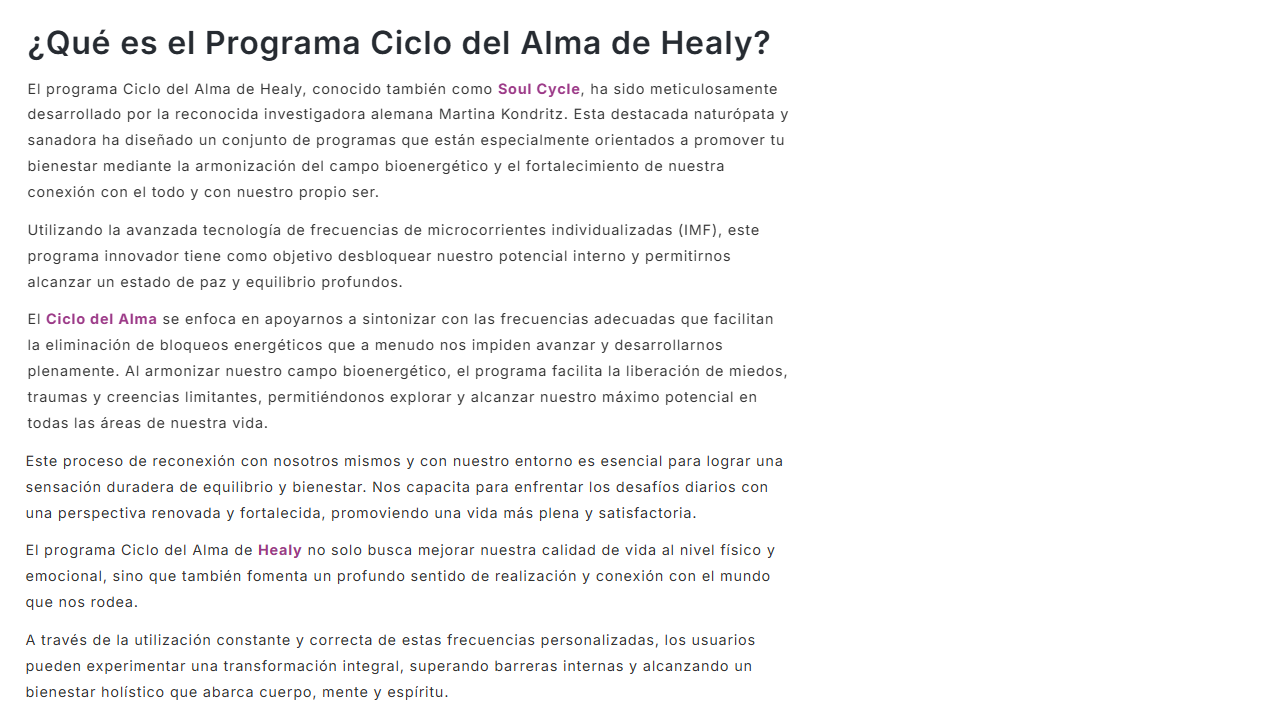 ¿Qué es el Programa Ciclo del Alma de Healy?
El programa Ciclo del Alma de Healy, conocido también como Soul Cycle, ha sido meticulosamente
desarrollado por la reconocida investigadora alemana Martina Kondritz. Esta destacada naturópata y
sanadora ha diseñado un conjunto de programas que están especialmente orientados a promover tu
bienestar mediante la armonización del campo bioenergético y el fortalecimiento de nuestra
conexión con el todo y con nuestro propio ser.
Utilizando la avanzada tecnología de frecuencias de microcorrientes individualizadas (IMF), este
programa innovador tiene como objetivo desbloquear nuestro potencial interno y permitirnos
alcanzar un estado de paz y equilibrio profundos.
El Ciclo del Alma se enfoca en apoyarnos a sintonizar con las frecuencias adecuadas que facilitan
la eliminación de bloqueos energéticos que a menudo nos impiden avanzar y desarrollarnos
plenamente. Al armonizar nuestro campo bioenergético, el programa facilita la liberación de miedos,
traumas y creencias limitantes, permitiéndonos explorar y alcanzar nuestro máximo potencial en
todas las áreas de nuestra vida.
Este proceso de reconexión con nosotros mismos y con nuestro entorno es esencial para lograr una
sensación duradera de equilibrio y bienestar. Nos capacita para enfrentar los desafíos diarios con
una perspectiva renovada y fortalecida, promoviendo una vida más plena y satisfactoria.
El programa Ciclo del Alma de Healy no solo busca mejorar nuestra calidad de vida al nivel físico y
emocional, sino que también fomenta un profundo sentido de realización y conexión con el mundo
que nos rodea.
A través de la utilización constante y correcta de estas frecuencias personalizadas, los usuarios
pueden experimentar una transformación integral, superando barreras internas y alcanzando un
bienestar holístico que abarca cuerpo, mente y espíritu.